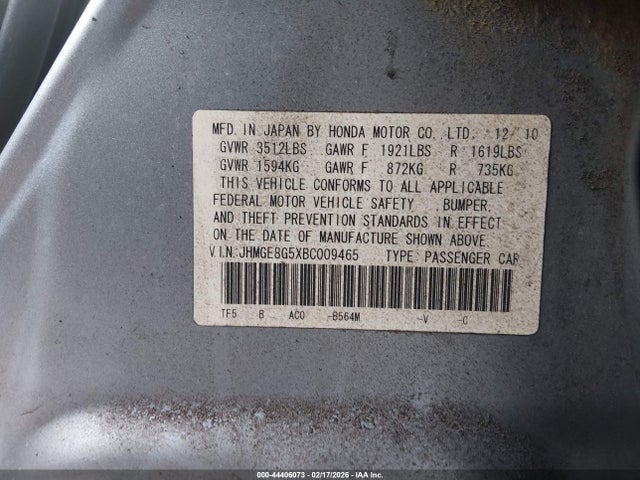 MFD. IN JAPAN BY HONDA MOTOR CO. LTD. 12 10
GVWR 3512LBS GAWR F 1921LBS R 1619LBS
GVWR 1594KG GAWR F 872KG R 735KG
THIS VEHICLE CONFORMS TO ALL APPLICABLE
FEDERAL MOTOR VEHICLE SAFETY , BUMPER,
AND THEFT PREVENTION STANDARDS IN EFFECT
ON THE DATE OF MANUFACTURE SHOWN ABOVE.
V.I.N: JHMGE8G5XBC009465 TYPE: PASSENGER CAR
TF5 B AC0 -B564M -V -C
000-44406073 - 02/17/2026 - IAAI.com